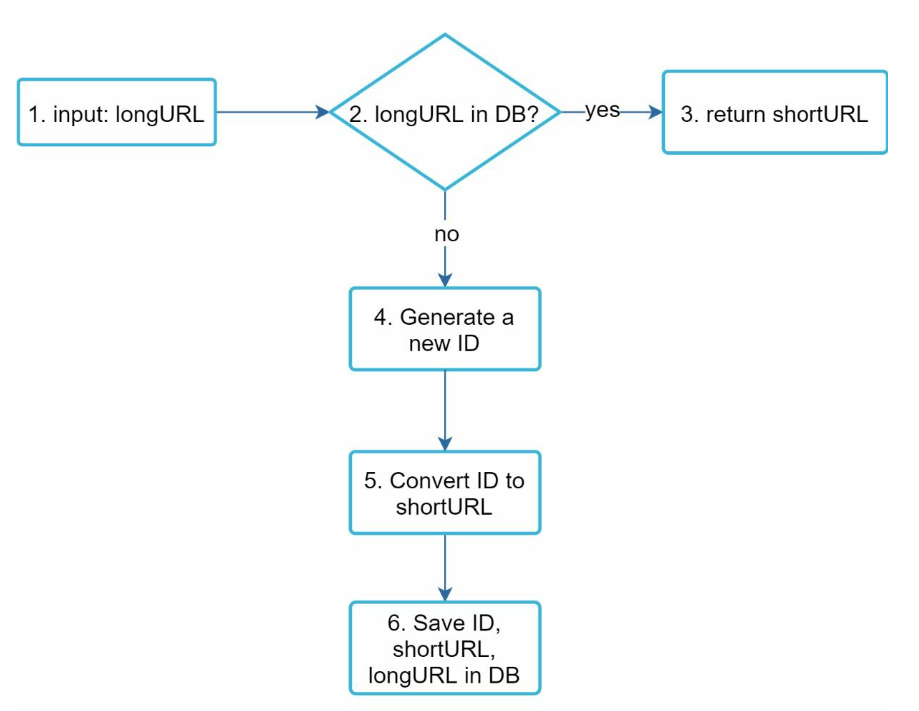 1. input: longURL
2. longURL in DB?
yes
3. return shortURL
no
4. Generate a
new ID
5. Convert ID to
shortURL
6. Save ID,
shortURL,
longURL in DB